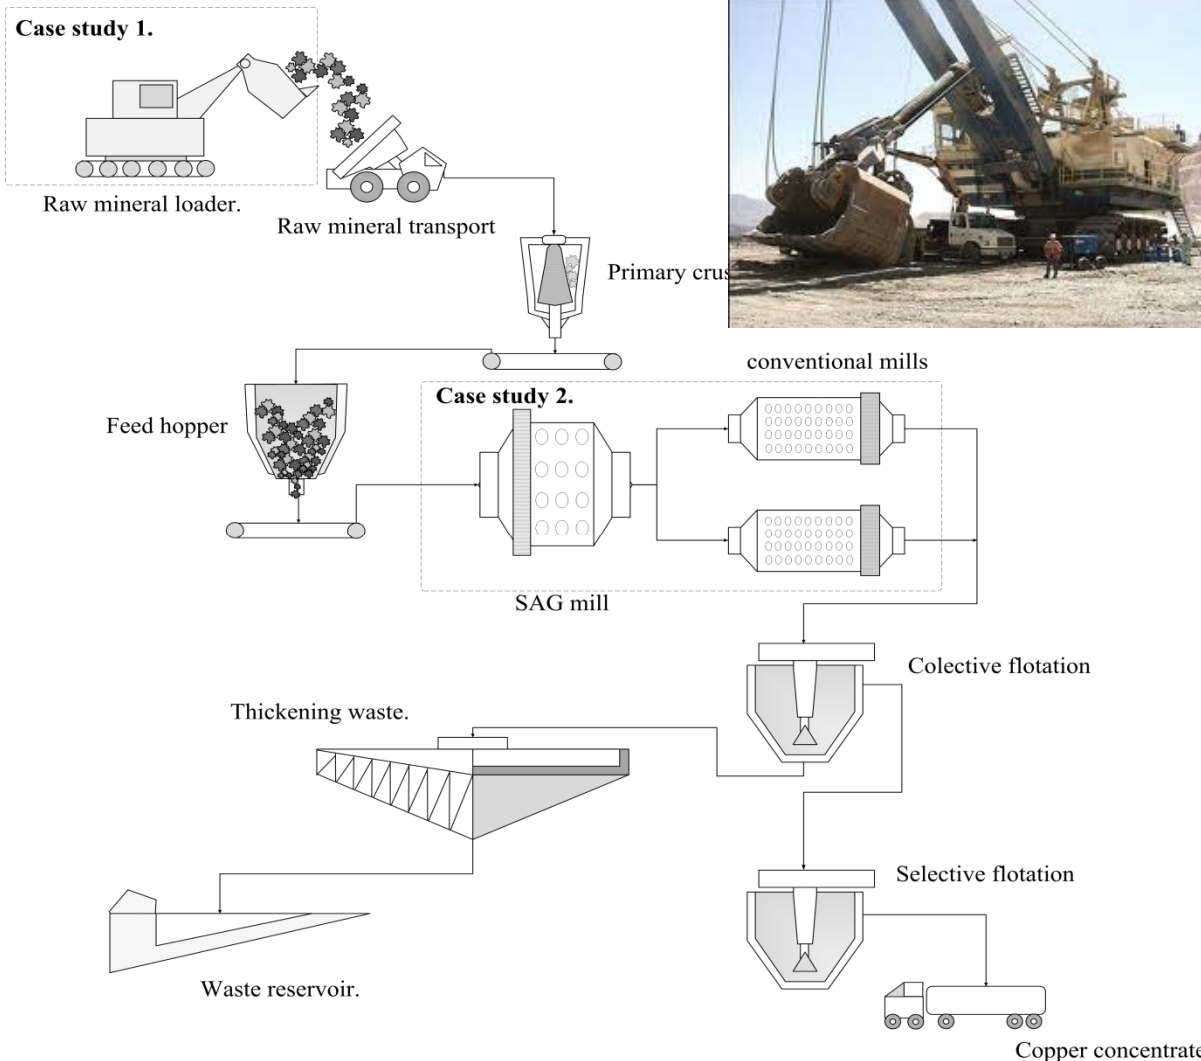 Case study 1.
Raw mineral loader.
Raw mineral transport
Primary crus
conventional mills
Case study 2.
Feed hopper
SAG mill
Colective flotation
Thickening waste.
Selective flotation
Waste reservoir.
Copper concentrate